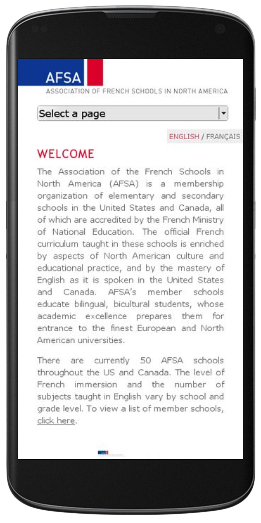 AFSA
ASSOCIATION OF FRENCH SCHOOLS IN NORTH AMERICA
Select a page
ENGLISH / FRANÇAIS
WELCOME
The Association of the French Schools in
North America (AFSA) is a membership
organization of elementary and secondary
schools in the United States and Canada, all
of which are accredited by the French Ministry
of National Education. The official French
curriculum taught in these schools is enriched
by aspects of North American culture and
educational practice, and by the mastery of
English as it is spoken in the United States
and Canada. AFSA's member schools
educate bilingual, bicultural students, whose
academic excellence prepares them for
entrance to the finest European and North
American universities.
There are currently 50 AFSA schools
throughout the US and Canada. The level of
French immersion and the number of
subjects taught in English vary by school and
grade level. To view a list of member schools,
click here.